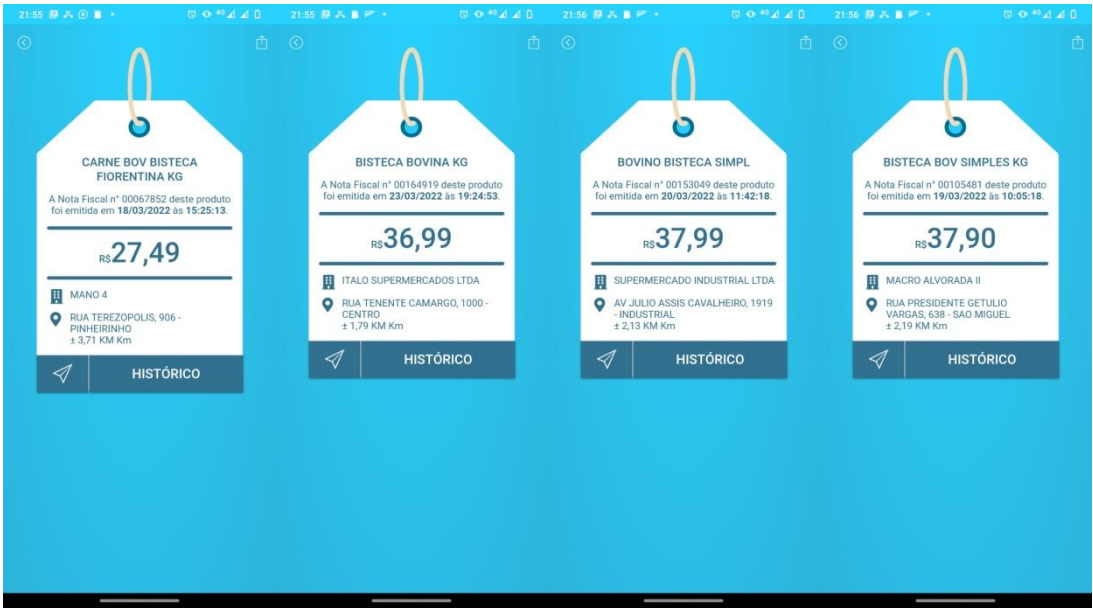 21:55
4G
CARNE BOV BISTECA
FIORENTINA KG
A Nota Fiscal n° 00067852 deste produto
foi emitida em 18/03/2022 às 15:25:13.
R$27,49
MANO 4
RUA TEREZOPOLIS, 906 -
PINHEIRINHO
± 3,71 KM Km
HISTÓRICO
21:55
4G
BISTECA BOVINA KG
A Nota Fiscal n° 00164919 deste produto
foi emitida em 23/03/2022 às 19:24:53.
R$36,99
ITALO SUPERMERCADOS LTDA
RUA TENENTE CAMARGO, 1000 -
CENTRO
± 1,79 KM Km
HISTÓRICO
21:56
4G
BOVINO BISTECA SIMPL
A Nota Fiscal n° 00153049 deste produto
foi emitida em 20/03/2022 às 11:42:18.
R$37,99
SUPERMERCADO INDUSTRIAL LTDA
AV JULIO ASSIS CAVALHEIRO, 1919
- INDUSTRIAL
± 2,13 KM Km
HISTÓRICO
21:56
4G
BISTECA BOV SIMPLES KG
A Nota Fiscal n° 00105481 deste produto
foi emitida em 19/03/2022 às 10:05:18.
R$37,90
MACRO ALVORADA II
RUA PRESIDENTE GETULIO
VARGAS, 638 - SAO MIGUEL
± 2,19 KM Km
HISTÓRICO